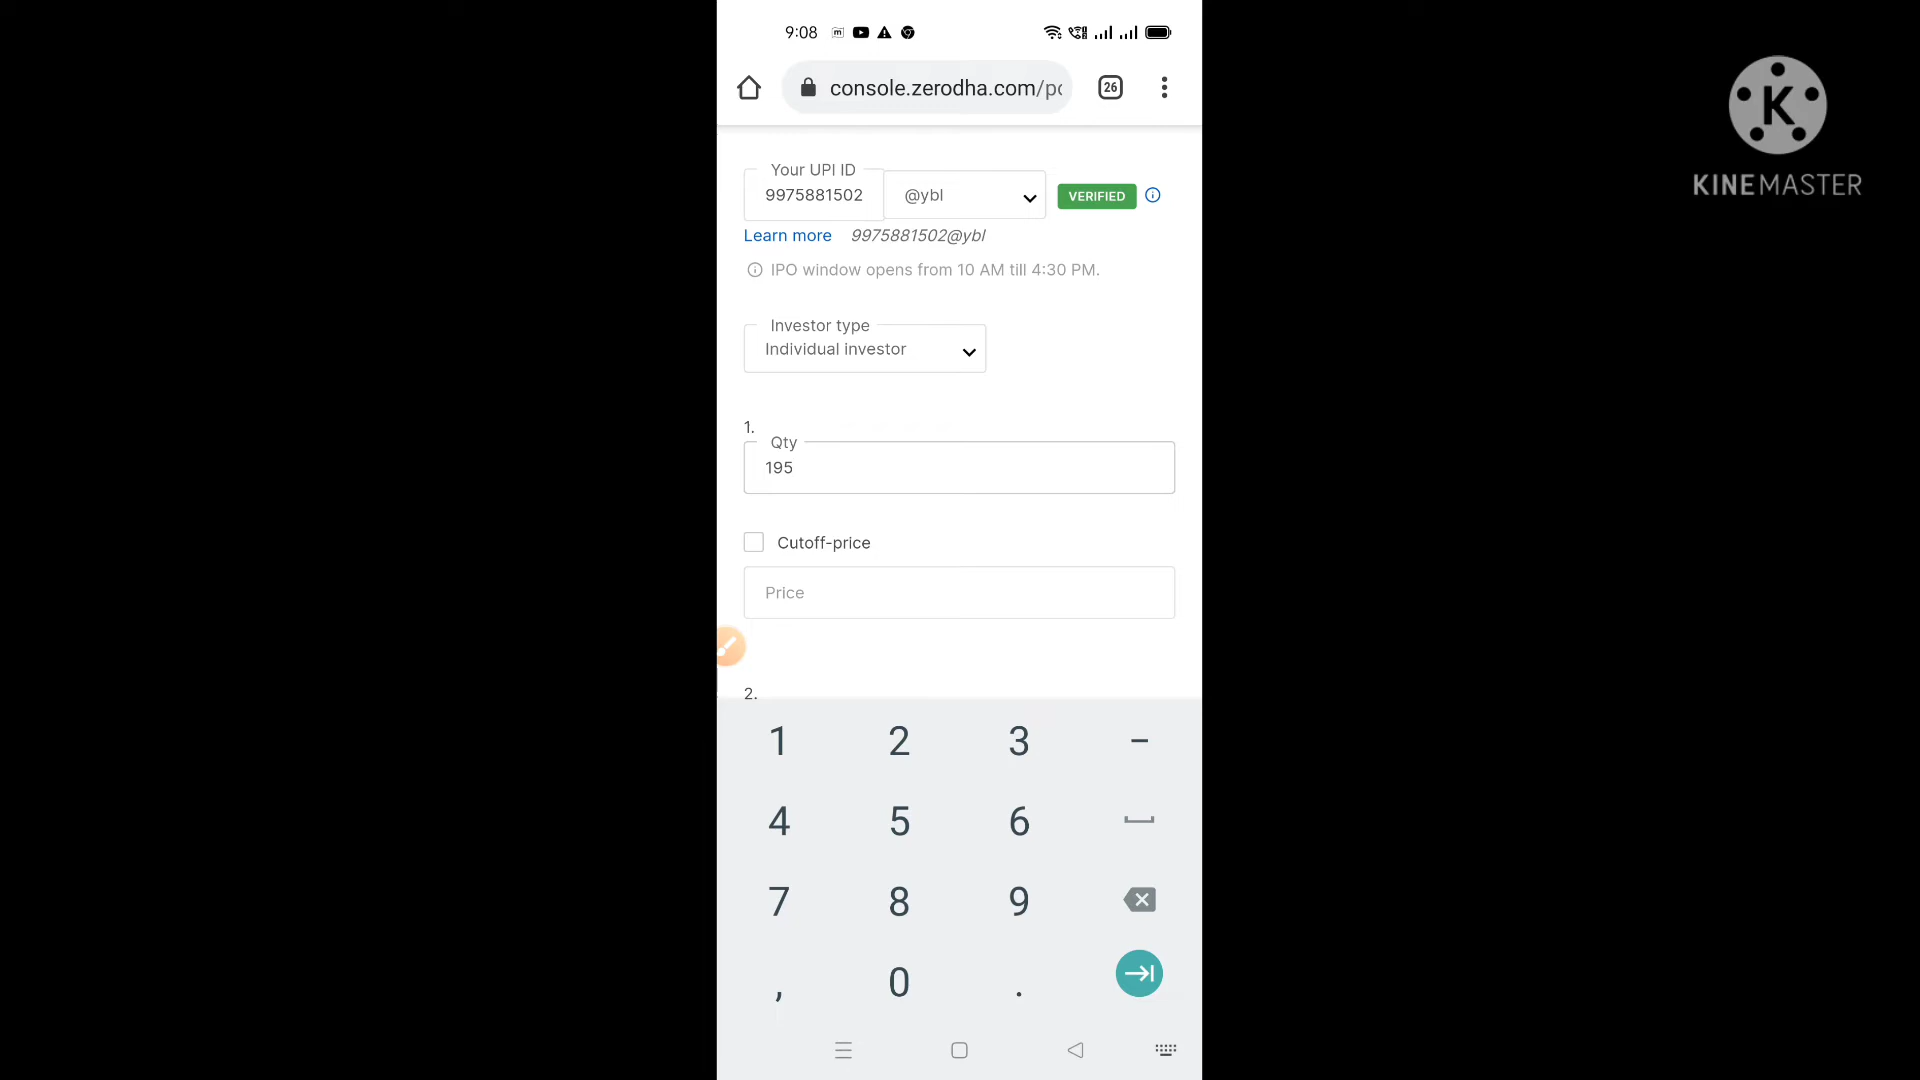 9:08
console.zerodha.com/pc
26
K
KINEMASTER
Your UPI ID
9975881502
@ybl
VERIFIED
Learn more
9975881502@ybl
IPO window opens from 10 AM till 4:30 PM.
Investor type
Individual investor
1.
Qty
195
Cutoff-price
Price
2.
1 2 3 -
4 5 6
7 8 9
, 0 .